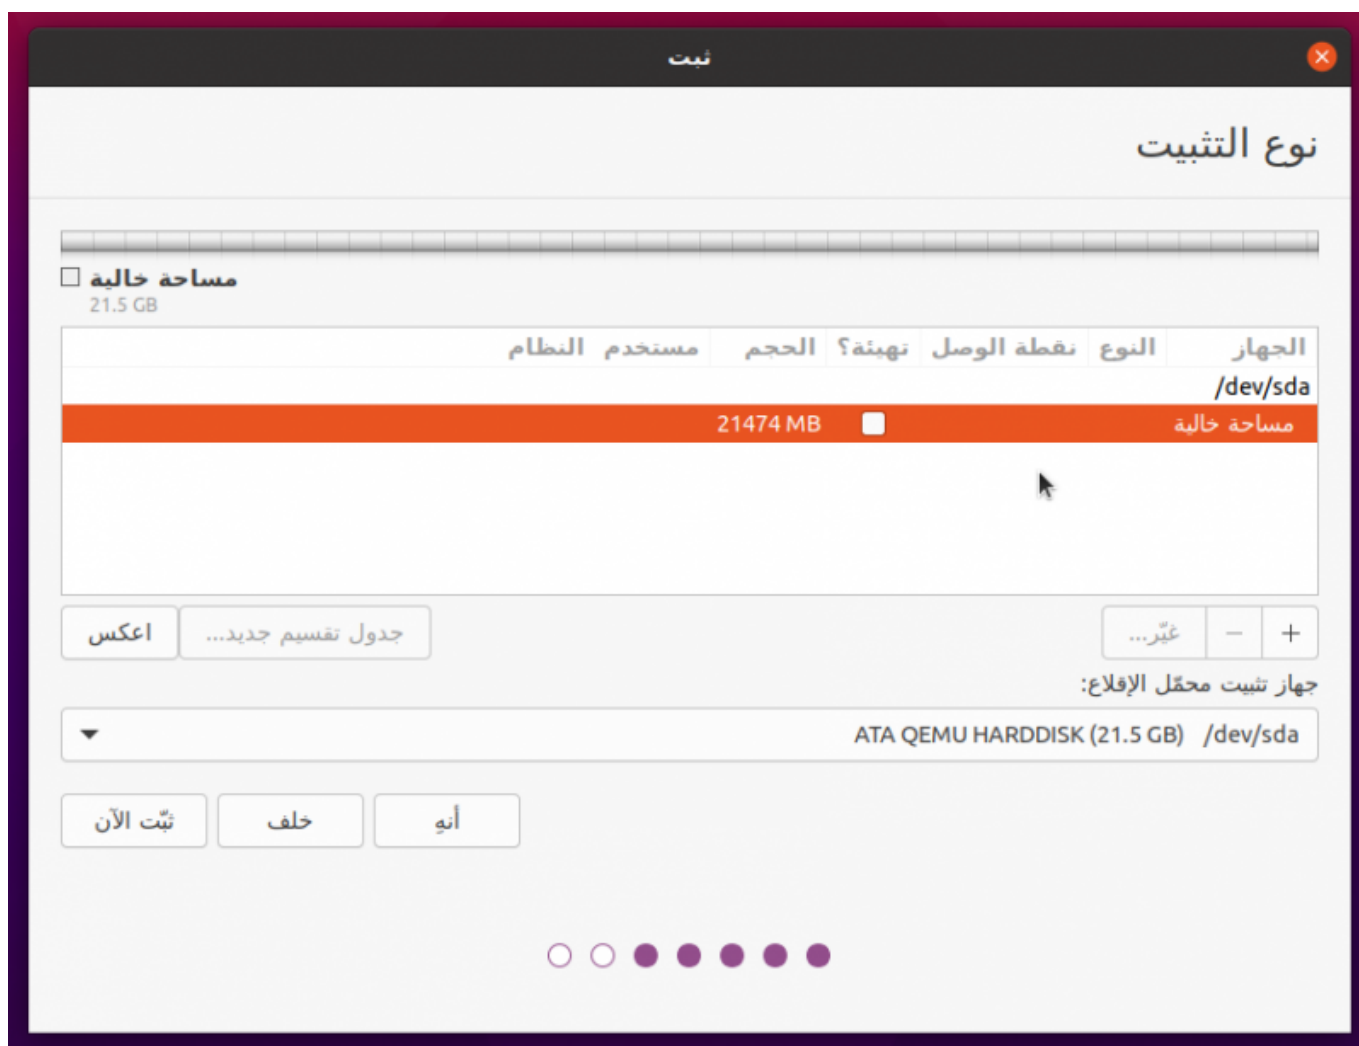 ثبت
نوع التثبيت
مساحة خالية
21.5 GB
الجهاز النوع نقطة الوصل تهيئة؟ الحجم مستخدم النظام
/dev/sda
مساحة خالية 21474 MB
+ − غيّر... جدول تقسيم جديد... اعكس
جهاز تثبيت محمّل الإقلاع:
/dev/sda ATA QEMU HARDDISK (21.5 GB)
أنهِ خلف ثبّت الآن